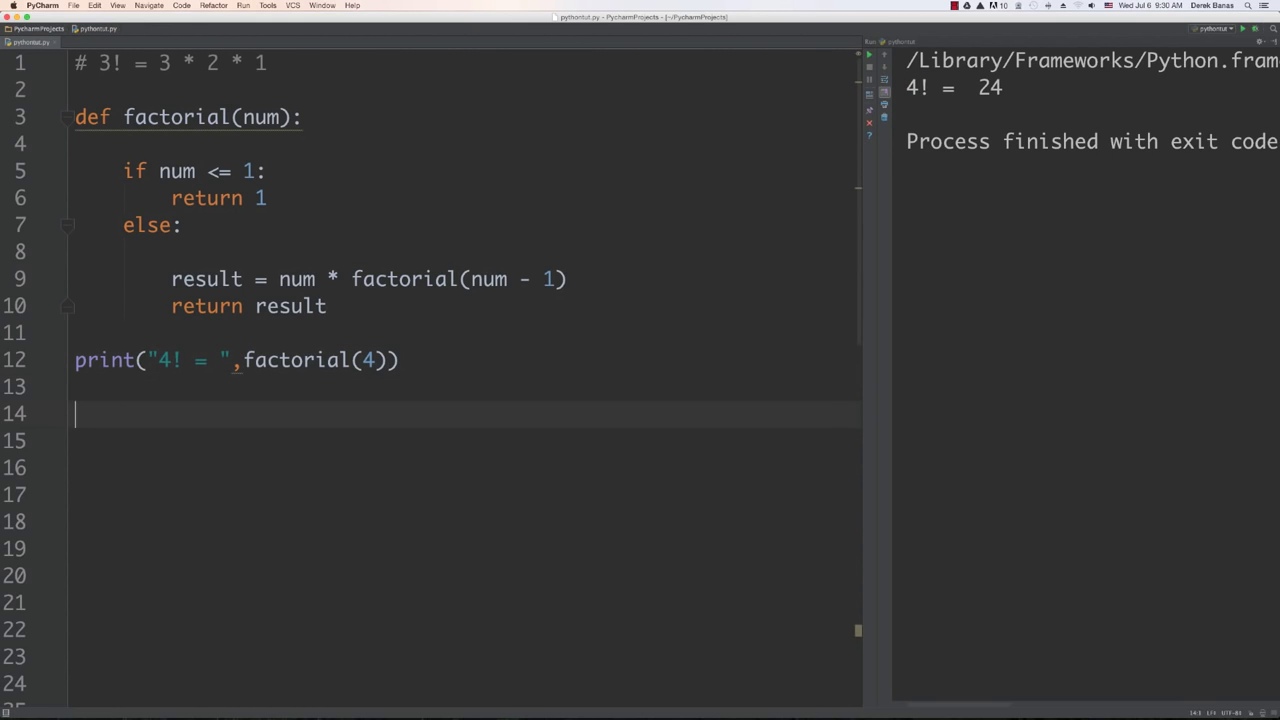 PyCharm File Edit View Navigate Code Refactor Run Tools VCS Window Help
10 Wed Jul 6 9:30 AM Derek Banas
pythontut.py - PycharmProjects - [~/PycharmProjects]
PycharmProjects pythontut.py
pythontut
pythontut.py
Run pythontut
1 # 3! = 3 * 2 * 1
2
3 def factorial(num):
4
5 if num <= 1:
6 return 1
7 else:
8
9 result = num * factorial(num - 1)
10 return result
11
12 print("4! = ",factorial(4))
13
14
15
16
17
18
19
20
21
22
23
24
/Library/Frameworks/Python.fram
4! =  24
Process finished with exit code
14:1 LF÷ UTF-8÷